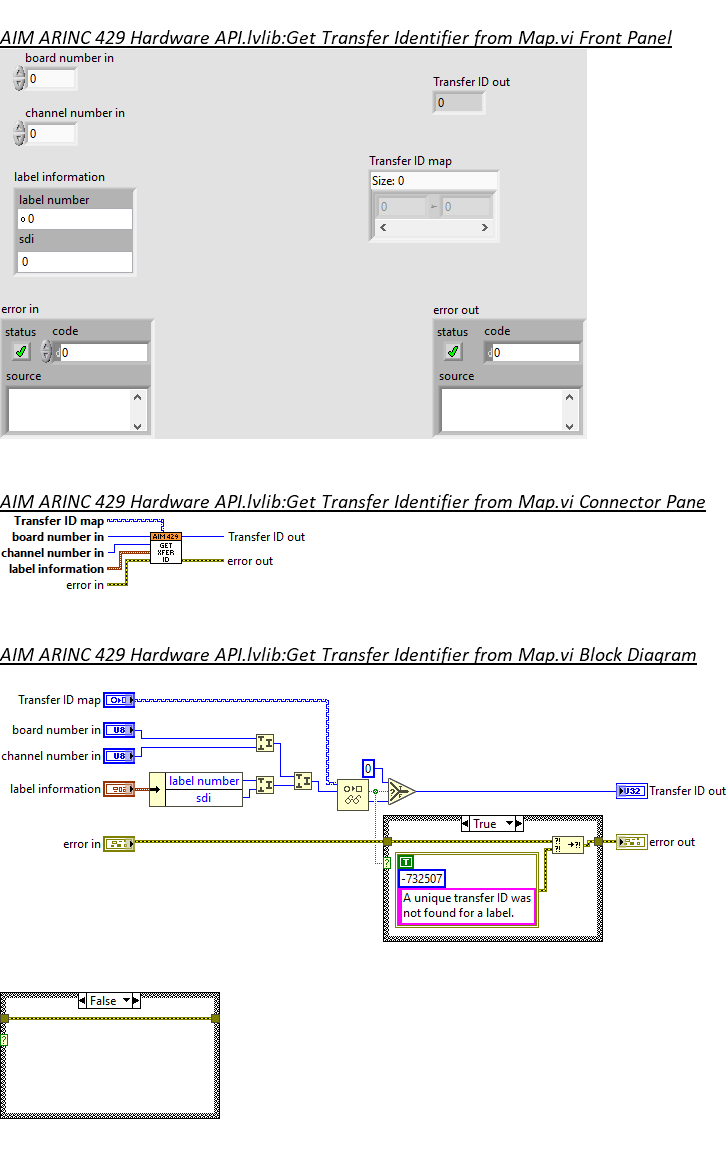 AIM ARINC 429 Hardware API.lvlib:Get Transfer Identifier from Map.vi Front Panel
board number in
0
Transfer ID out
0
channel number in
0
Transfer ID map
Size: 0
0 - 0
label information
label number
o 0
sdi
0
error in
status code
d 0
source
error out
status code
d 0
source
AIM ARINC 429 Hardware API.lvlib:Get Transfer Identifier from Map.vi Connector Pane
Transfer ID map
board number in
channel number in
label information
error in
AIM 429
GET
XFER
ID
Transfer ID out
error out
AIM ARINC 429 Hardware API.lvlib:Get Transfer Identifier from Map.vi Block Diagram
Transfer ID map
board number in U8
channel number in U8
label information
label number
sdi
0
U32 Transfer ID out
True
error in
error out
T
-732507
A unique transfer ID was
not found for a label.
False